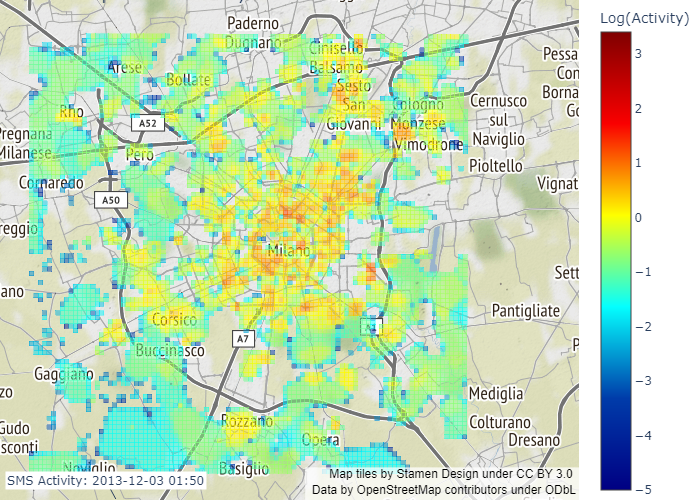 Log(Activity)
Paderno
Dugnano
Cinisello
Balsamo
Arese
Bollate
Sesto
San
Giovanni
Rho
A52
Cologno
Monzese
Vimodrone
Cernusco
sul
Naviglio
Pessa
Con
Borna
Go
Pregnana
Milanese
Pero
Pioltello
Cornaredo
Vignat
A50
reggio
Milano
Sett
ano
Corsico
Pantigliate
A7
Buccinasco
P
Gaggiano
zo
Mediglia
Rozzano
Colturano
Gudo
sconti
Opera
Dresano
Noviglio
Basiglio
SMS Activity: 2013-12-03 01:50
Map tiles by Stamen Design under CC BY 3.0
Data by OpenStreetMap contributors under ODbL
3
2
1
0
−1
−2
−3
−4
−5